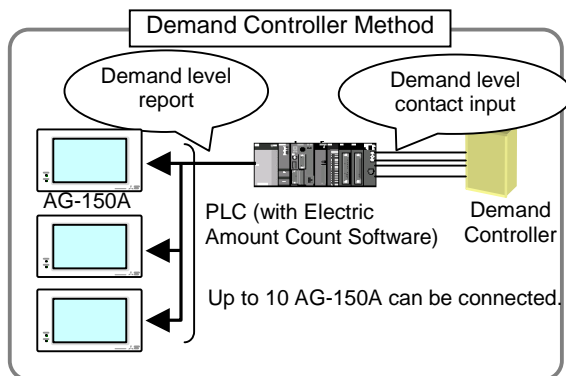 Demand Controller Method
Demand level
report
Demand level
contact input
AG-150A
PLC (with Electric
Amount Count Software)
Demand
Controller
Up to 10 AG-150A can be connected.